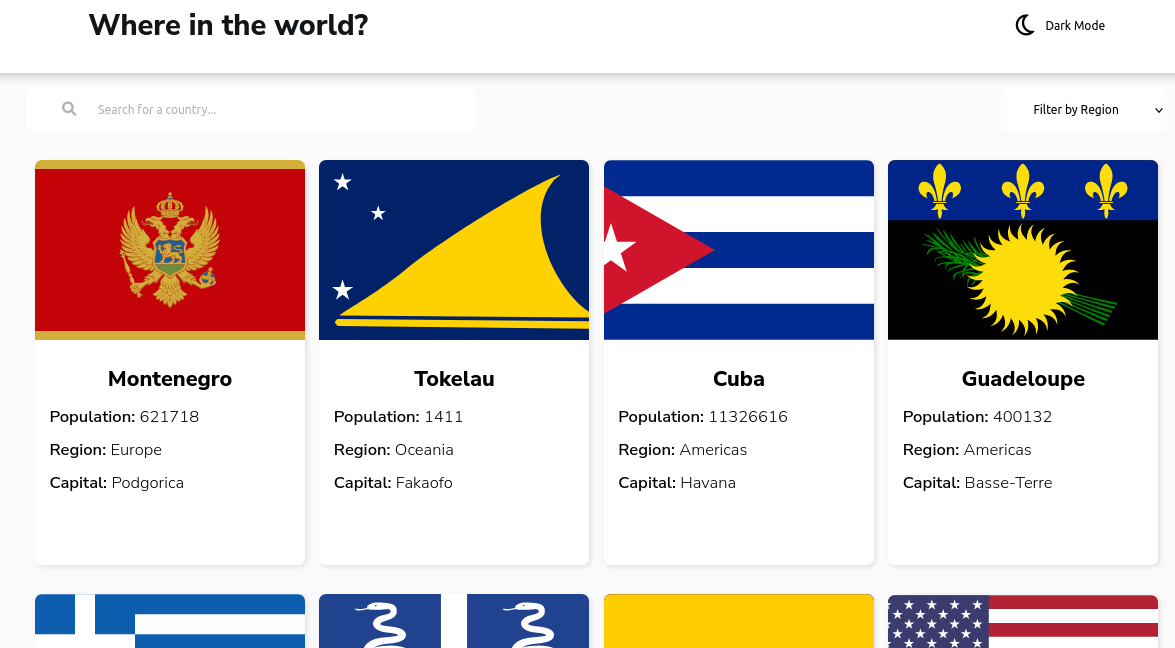 Where in the world?
Dark Mode
Search for a country...
Filter by Region
Montenegro
Population: 621718
Region: Europe
Capital: Podgorica
Tokelau
Population: 1411
Region: Oceania
Capital: Fakaofo
Cuba
Population: 11326616
Region: Americas
Capital: Havana
Guadeloupe
Population: 400132
Region: Americas
Capital: Basse-Terre